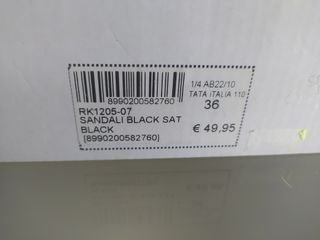 1/4 AB22/10
8990200582760
TATA ITALIA 110
RK1205-07
36
SANDALI BLACK SAT
BLACK
€ 49,95
[8990200582760]